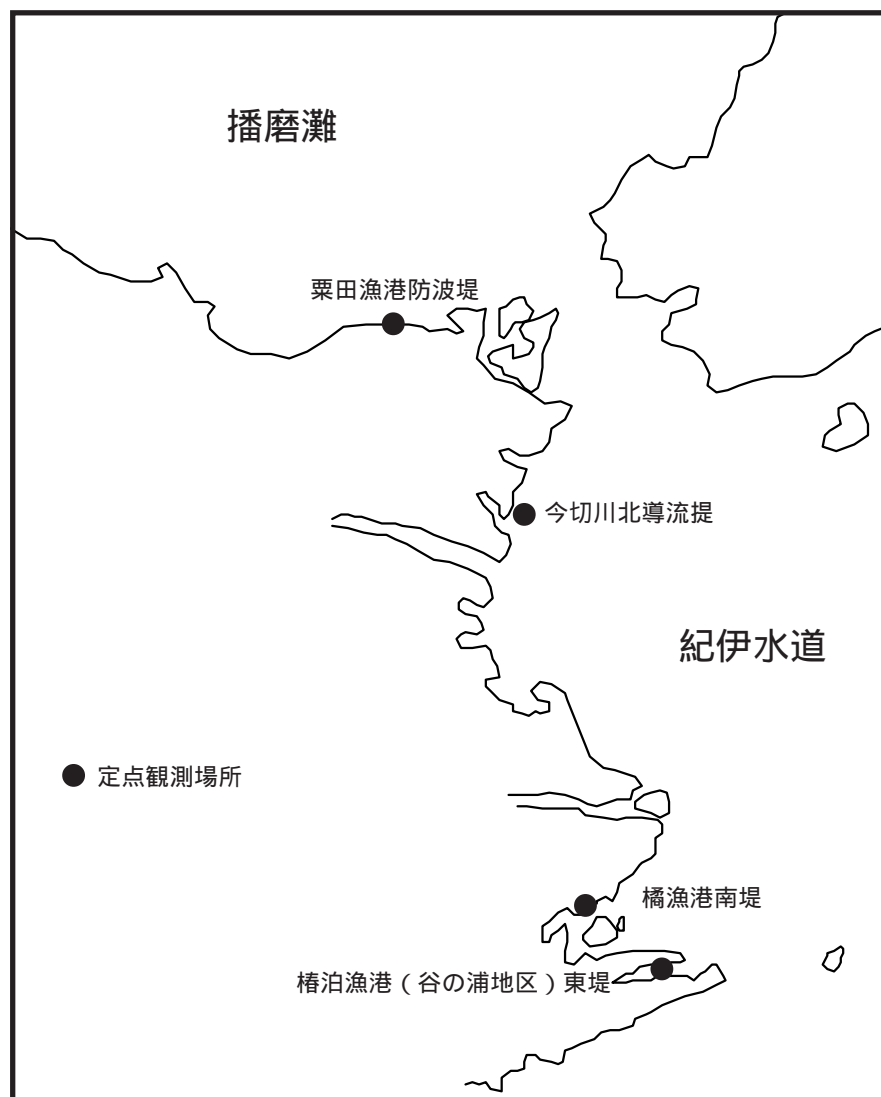 播磨灘
粟田漁港防波堤
今切川北導流提
紀伊水道
定点観測場所
橘漁港南堤
椿泊漁港（谷の浦地区）東堤